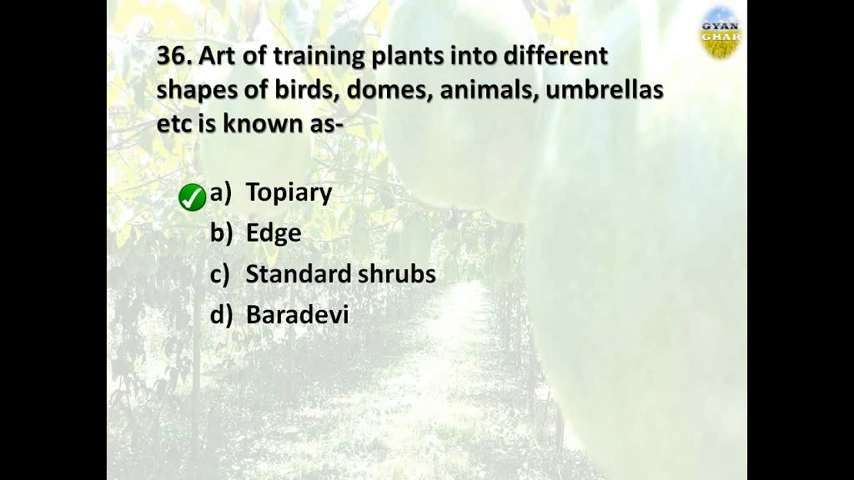 GYAN
GHAR
36. Art of training plants into different
shapes of birds, domes, animals, umbrellas
etc is known as-
a) Topiary
b) Edge
c) Standard shrubs
d) Baradevi